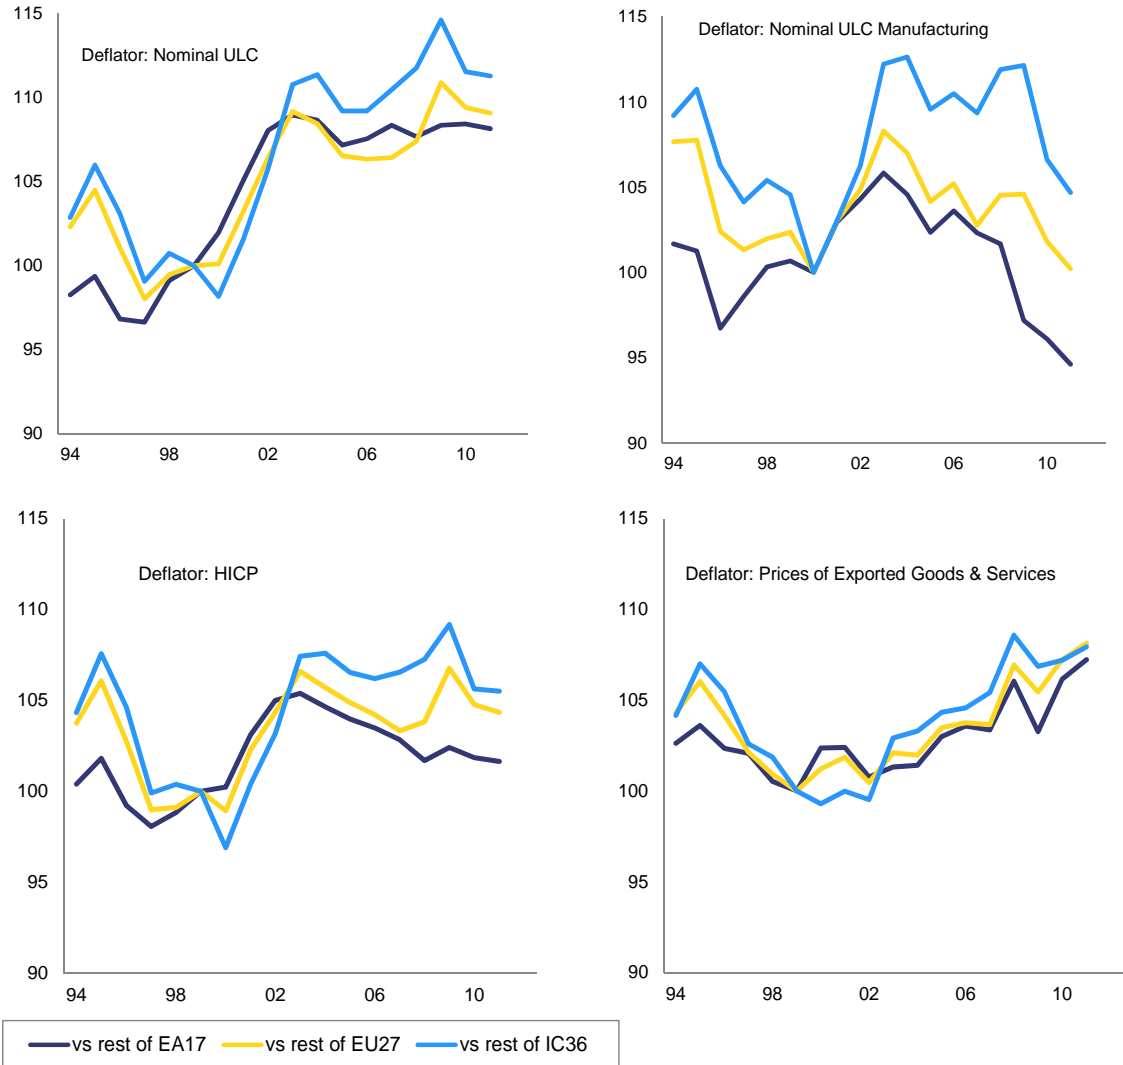 115
Deflator: Nominal ULC
110
105
100
95
90
94 98 02 06 10
115
Deflator: Nominal ULC Manufacturing
110
105
100
95
90
94 98 02 06 10
115
Deflator: HICP
110
105
100
95
90
94 98 02 06 10
115
Deflator: Prices of Exported Goods & Services
110
105
100
95
90
94 98 02 06 10
vs rest of EA17 vs rest of EU27 vs rest of IC36